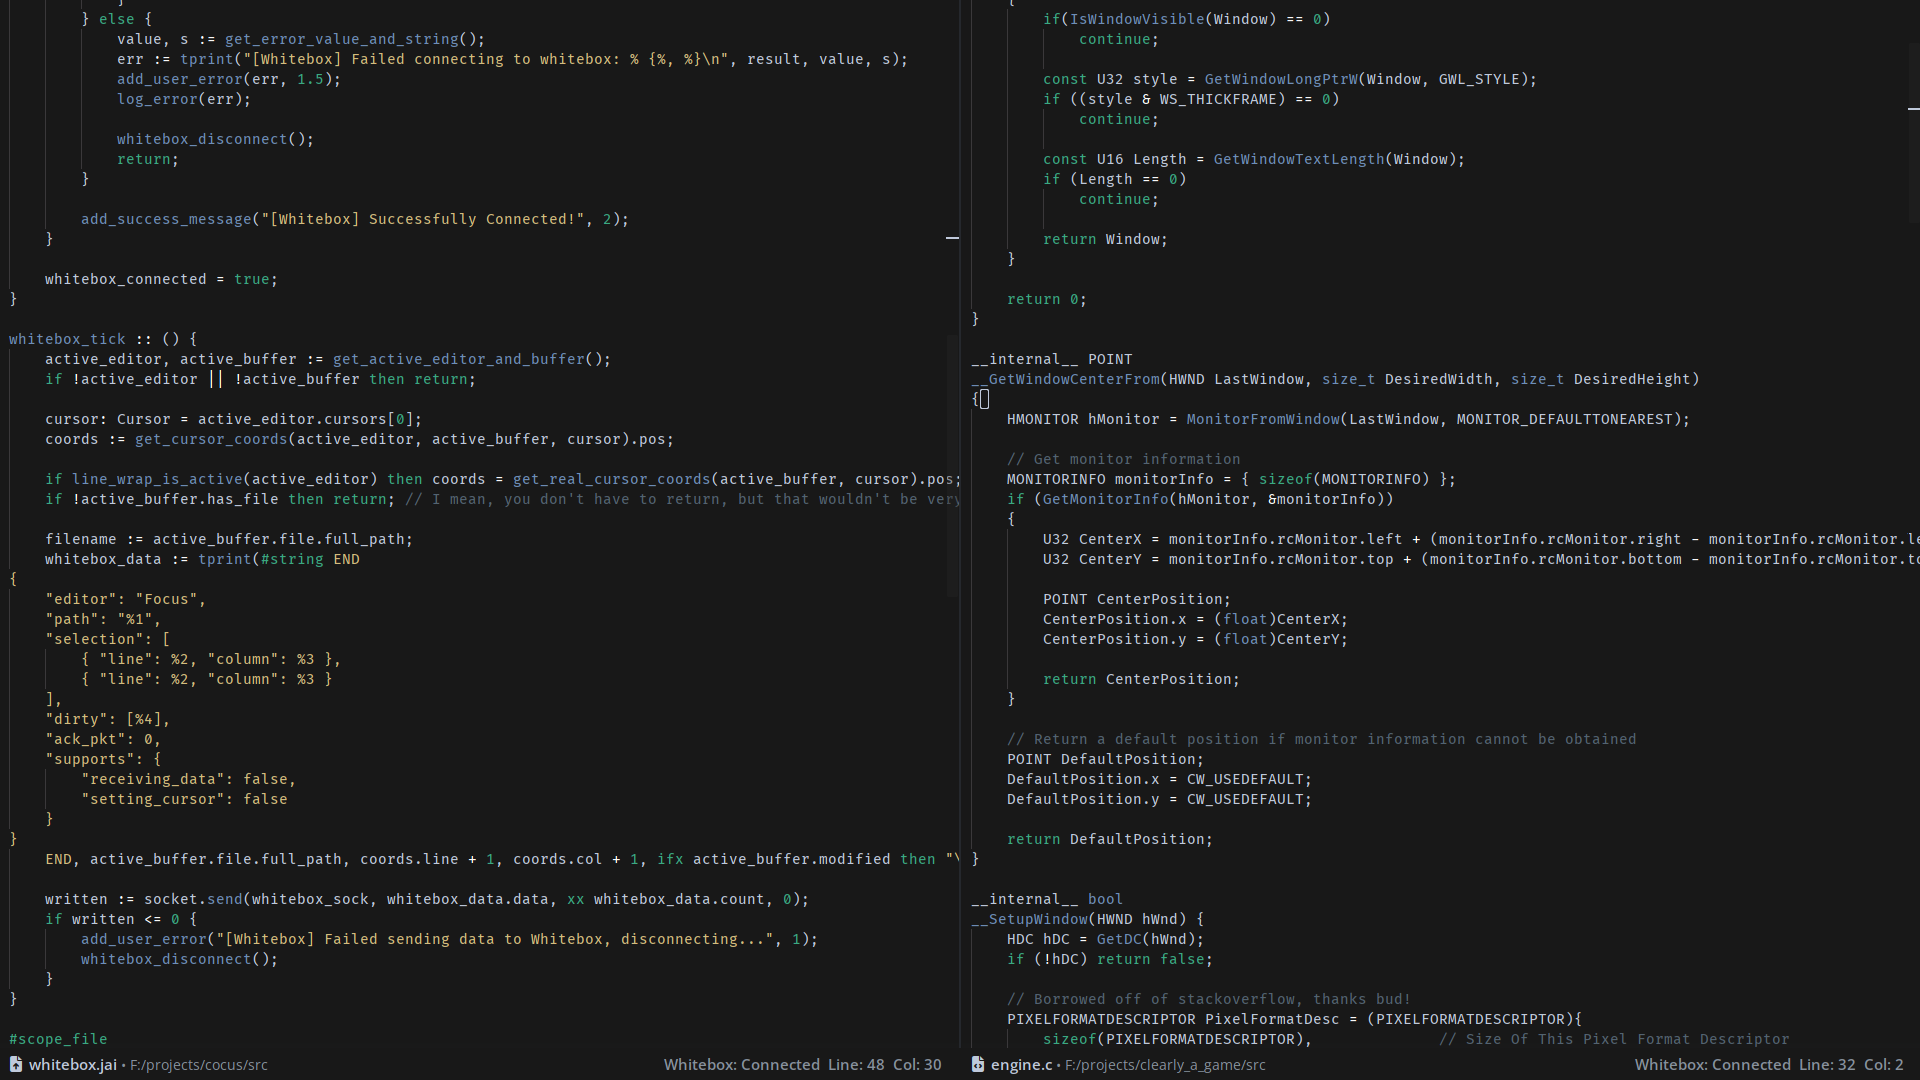 } else {
value, s := get_error_value_and_string();
err := tprint("[Whitebox] Failed connecting to whitebox: % {%, %}\n", result, value, s);
add_user_error(err, 1.5);
log_error(err);
whitebox_disconnect();
return;
}
add_success_message("[Whitebox] Successfully Connected!", 2);
}
whitebox_connected = true;
}
whitebox_tick :: () {
active_editor, active_buffer := get_active_editor_and_buffer();
if !active_editor || !active_buffer then return;
cursor: Cursor = active_editor.cursors[0];
coords := get_cursor_coords(active_editor, active_buffer, cursor).pos;
if line_wrap_is_active(active_editor) then coords = get_real_cursor_coords(active_buffer, cursor).pos;
if !active_buffer.has_file then return; // I mean, you don't have to return, but that wouldn't be very
filename := active_buffer.file.full_path;
whitebox_data := tprint(#string END
{
"editor": "Focus",
"path": "%1",
"selection": [
{ "line": %2, "column": %3 },
{ "line": %2, "column": %3 }
],
"dirty": [%4],
"ack_pkt": 0,
"supports": {
"receiving_data": false,
"setting_cursor": false
}
}
END, active_buffer.file.full_path, coords.line + 1, coords.col + 1, ifx active_buffer.modified then "\
written := socket.send(whitebox_sock, whitebox_data.data, xx whitebox_data.count, 0);
if written <= 0 {
add_user_error("[Whitebox] Failed sending data to Whitebox, disconnecting...", 1);
whitebox_disconnect();
}
}
#scope_file
whitebox.jai • F:/projects/cocus/src
Whitebox: Connected Line: 48 Col: 30
{
if(IsWindowVisible(Window) == 0)
continue;
const U32 style = GetWindowLongPtrW(Window, GWL_STYLE);
if ((style & WS_THICKFRAME) == 0)
continue;
const U16 Length = GetWindowTextLength(Window);
if (Length == 0)
continue;
return Window;
}
return 0;
}
__internal__ POINT
__GetWindowCenterFrom(HWND LastWindow, size_t DesiredWidth, size_t DesiredHeight)
{
HMONITOR hMonitor = MonitorFromWindow(LastWindow, MONITOR_DEFAULTTONEAREST);
// Get monitor information
MONITORINFO monitorInfo = { sizeof(MONITORINFO) };
if (GetMonitorInfo(hMonitor, &monitorInfo))
{
U32 CenterX = monitorInfo.rcMonitor.left + (monitorInfo.rcMonitor.right - monitorInfo.rcMonitor.le
U32 CenterY = monitorInfo.rcMonitor.top + (monitorInfo.rcMonitor.bottom - monitorInfo.rcMonitor.to
POINT CenterPosition;
CenterPosition.x = (float)CenterX;
CenterPosition.y = (float)CenterY;
return CenterPosition;
}
// Return a default position if monitor information cannot be obtained
POINT DefaultPosition;
DefaultPosition.x = CW_USEDEFAULT;
DefaultPosition.y = CW_USEDEFAULT;
return DefaultPosition;
}
__internal__ bool
__SetupWindow(HWND hWnd) {
HDC hDC = GetDC(hWnd);
if (!hDC) return false;
// Borrowed off of stackoverflow, thanks bud!
PIXELFORMATDESCRIPTOR PixelFormatDesc = (PIXELFORMATDESCRIPTOR){
sizeof(PIXELFORMATDESCRIPTOR), // Size Of This Pixel Format Descriptor
engine.c • F:/projects/clearly_a_game/src
Whitebox: Connected Line: 32 Col: 2